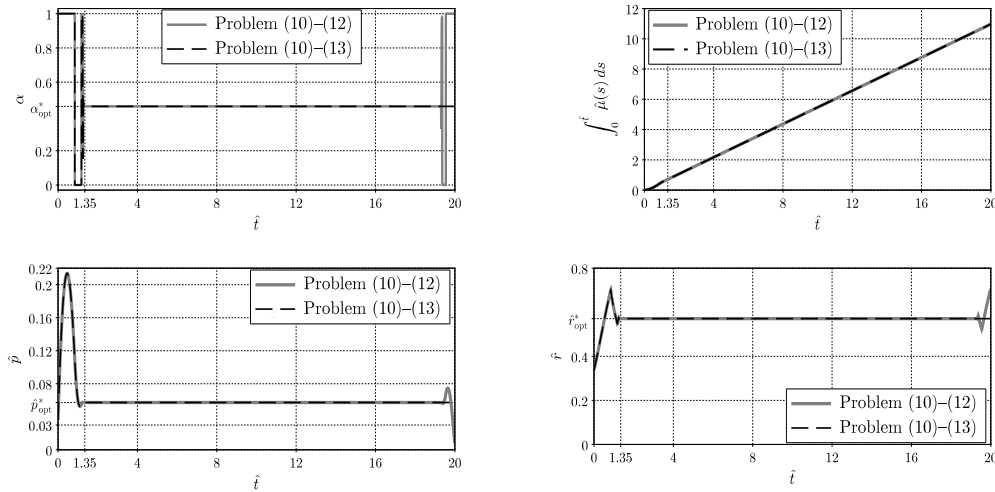 1
0.8
0.6
α*opt
0.2
0
α
Problem (10)–(12)
Problem (10)–(13)
0 1.35 4 8 12 16 20
t̂
12
10
8
6
4
2
0
∫₀^t̂ μ̂(s) ds
Problem (10)–(12)
Problem (10)–(13)
0 1.35 4 8 12 16 20
t̂
0.22
0.2
0.16
0.12
0.08
p̂*opt
0.03
0
p̂
Problem (10)–(12)
Problem (10)–(13)
0 1.35 4 8 12 16 20
t̂
0.8
r̂*opt
0.4
0.2
0
r̂
Problem (10)–(12)
Problem (10)–(13)
0 1.35 4 8 12 16 20
t̂